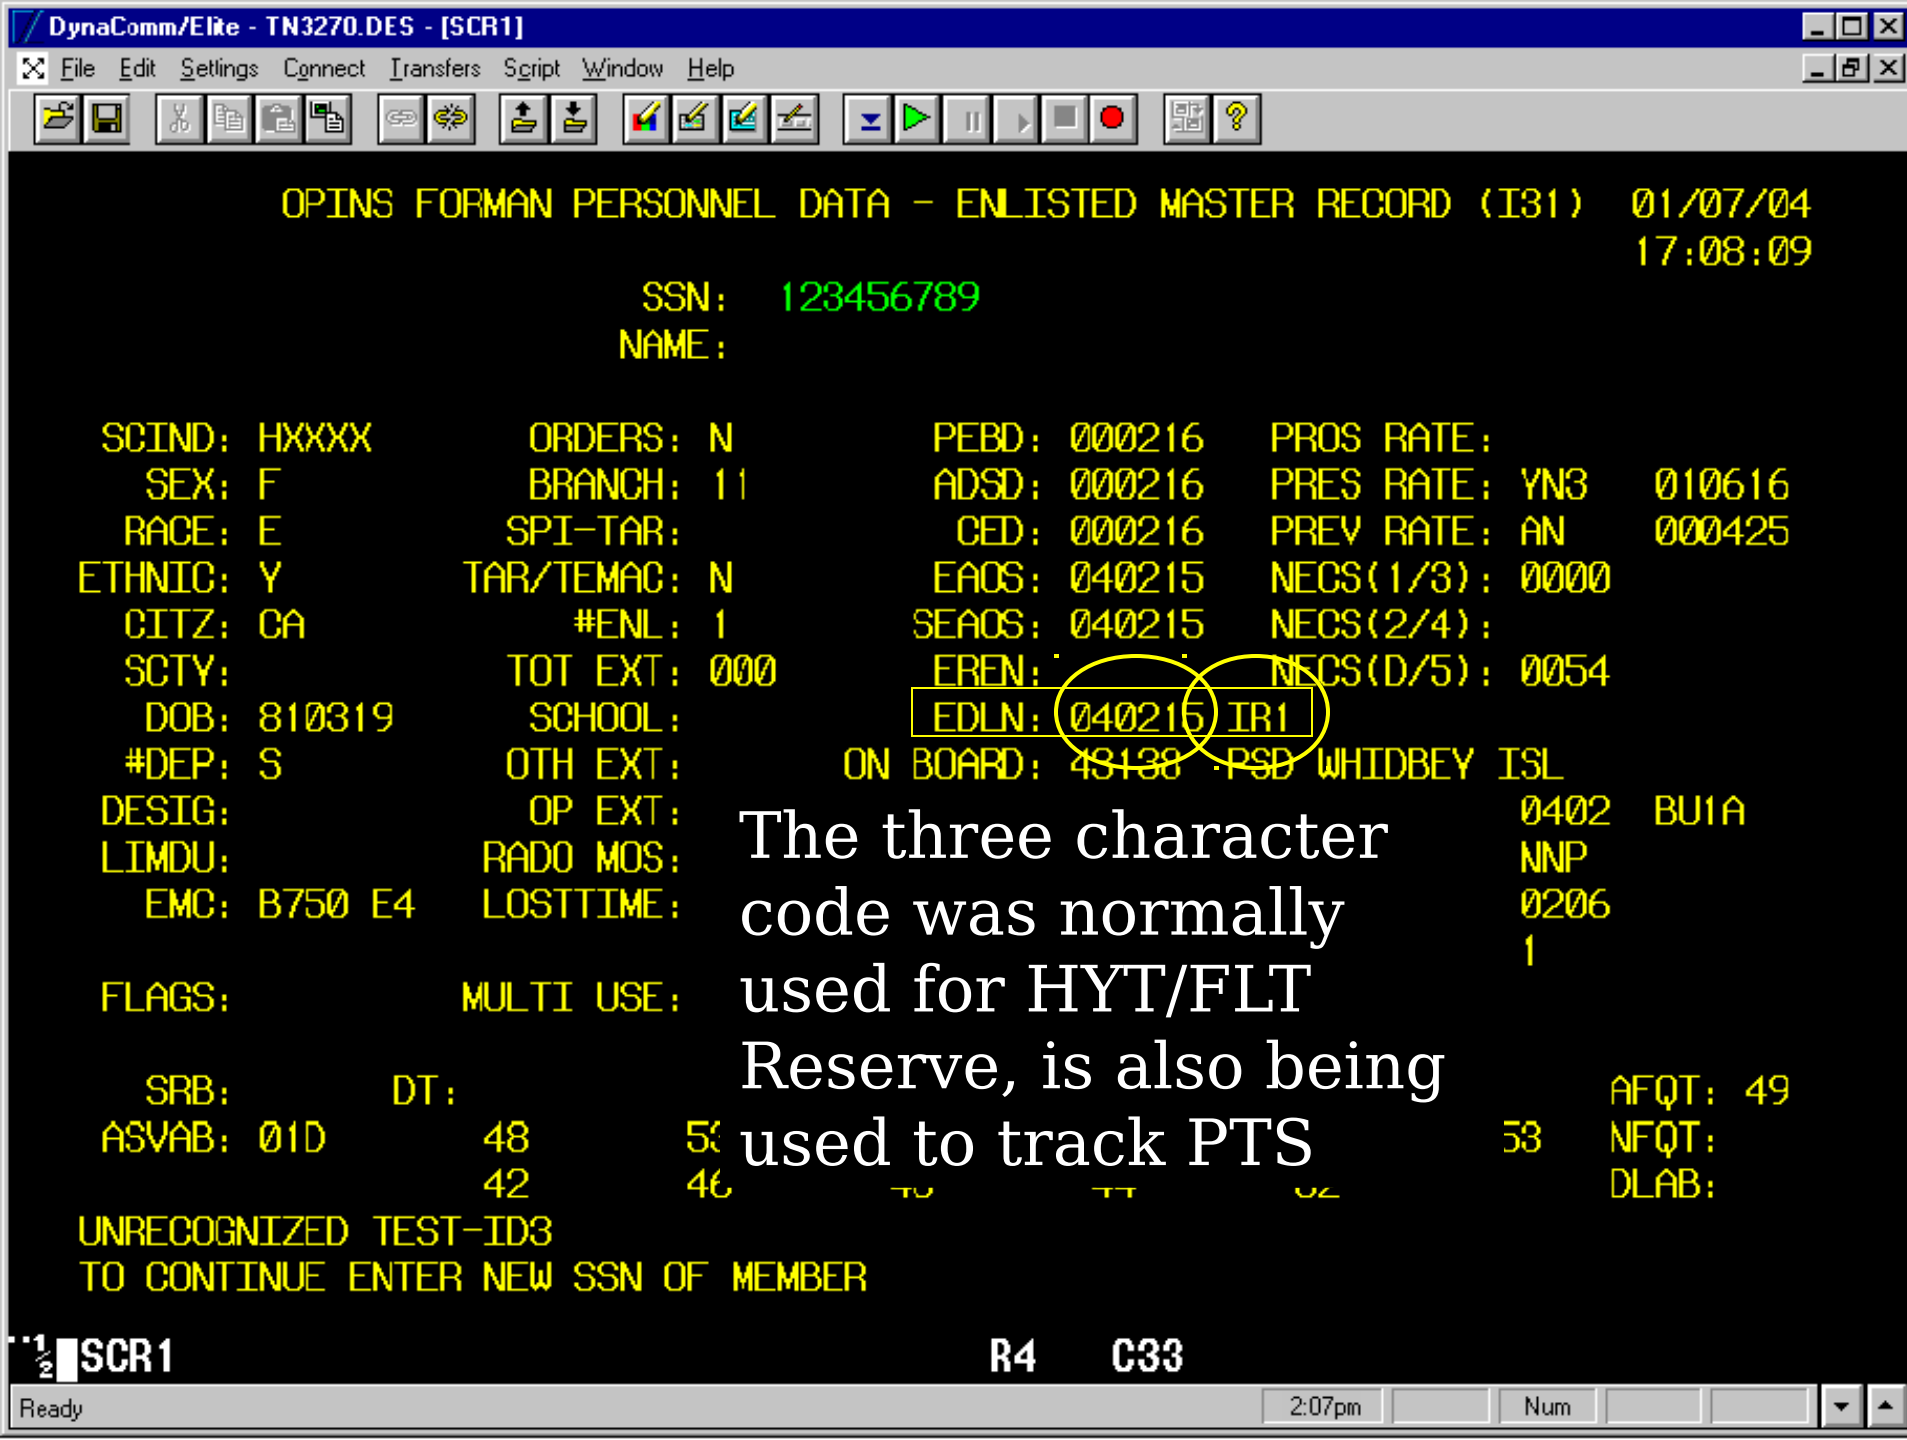 DynaComm/Elite - TN3270.DES - [SCR1]
File Edit Settings Connect Transfers Script Window Help
OPINS FORMAN PERSONNEL DATA - ENLISTED MASTER RECORD (I31) 01/07/04
17:08:09
SSN: 123456789
NAME:
SCIND: HXXXX ORDERS: N PEBD: 000216 PROS RATE:
SEX: F BRANCH: 11 ADSD: 000216 PRES RATE: YN3 010616
RACE: E SPI-TAR: CED: 000216 PREV RATE: AN 000425
ETHNIC: Y TAR/TEMAC: N EAOS: 040215 NECS(1/3): 0000
CITZ: CA #ENL: 1 SEAOS: 040215 NECS(2/4):
SCTY: TOT EXT: 000 EREN: NECS(D/5): 0054
DOB: 810319 SCHOOL: EDLN: 040215 IR1
#DEP: S OTH EXT: ON BOARD: 43138 PSD WHIDBEY ISL
DESIG: OP EXT: 0402 BU1A
LIMDU: RADO MOS: NNP
EMC: B750 E4 LOSTTIME: 0206
1
FLAGS: MULTI USE:
The three character
code was normally
used for HYT/FLT
Reserve, is also being
used to track PTS
SRB: DT: AFQT: 49
ASVAB: 01D 48 53 NFQT:
42 DLAB:
UNRECOGNIZED TEST-ID3
TO CONTINUE ENTER NEW SSN OF MEMBER
SCR1 R4 C33
Ready 2:07pm Num